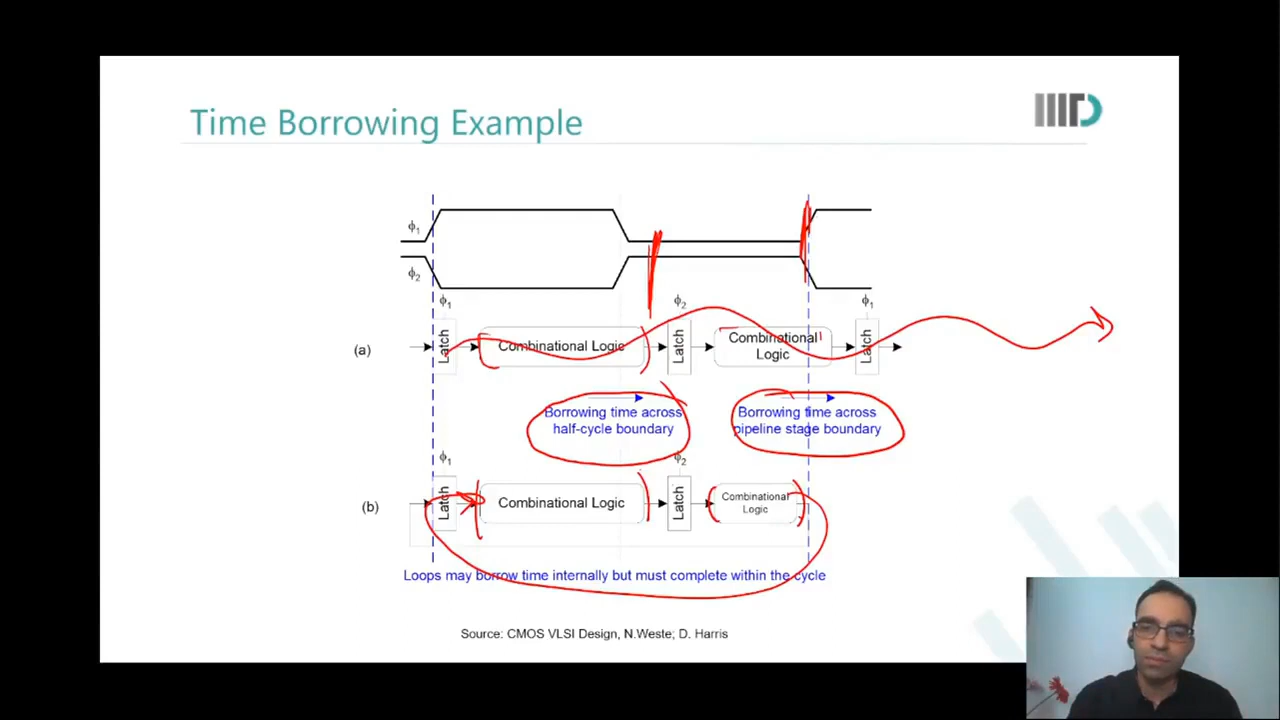 Time Borrowing Example
IIITD
ϕ1
ϕ2
ϕ1
ϕ2
ϕ1
(a)
Latch
Combinational Logic
Latch
Combinational
Logic
Latch
Borrowing time across
half-cycle boundary
Borrowing time across
pipeline stage boundary
ϕ1
ϕ2
(b)
Latch
Combinational Logic
Latch
Combinational
Logic
Loops may borrow time internally but must complete within the cycle
Source: CMOS VLSI Design, N.Weste; D. Harris